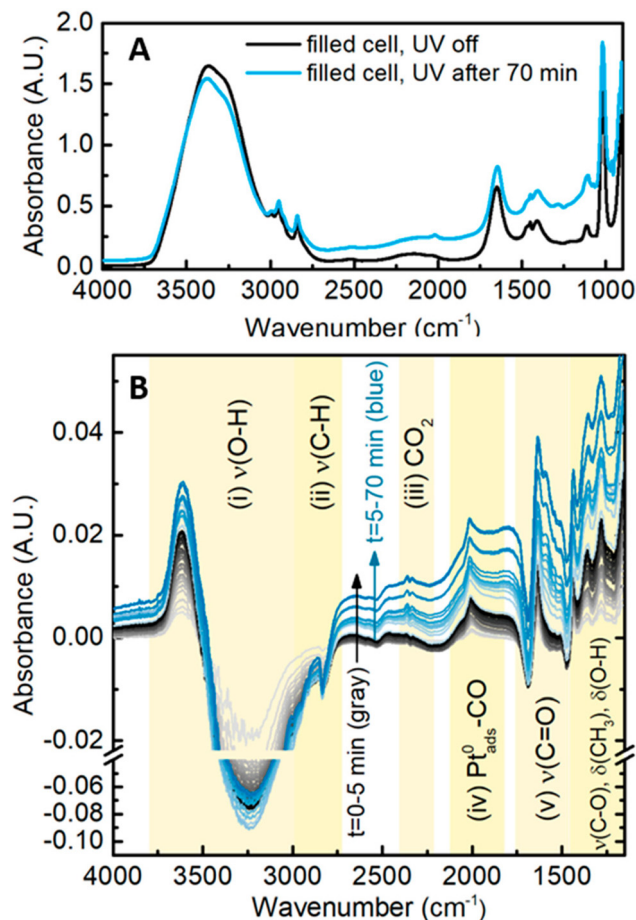 A
filled cell, UV off
filled cell, UV after 70 min
2.0
1.5
1.0
0.5
0.0
Absorbance (A.U.)
4000 3500 3000 2500 2000 1500 1000
Wavenumber (cm⁻¹)
B
(i) ν(O-H)
(ii) ν(C-H)
t=0-5 min (gray)
t=5-70 min (blue)
(iii) CO₂
(iv) Pt⁰ads-CO
(v) ν(C=O)
ν(C-O), δ(CH₃), δ(O-H)
0.04
0.02
0.00
-0.02
-0.06
-0.08
-0.10
Absorbance (A.U.)
4000 3500 3000 2500 2000 1500
Wavenumber (cm⁻¹)